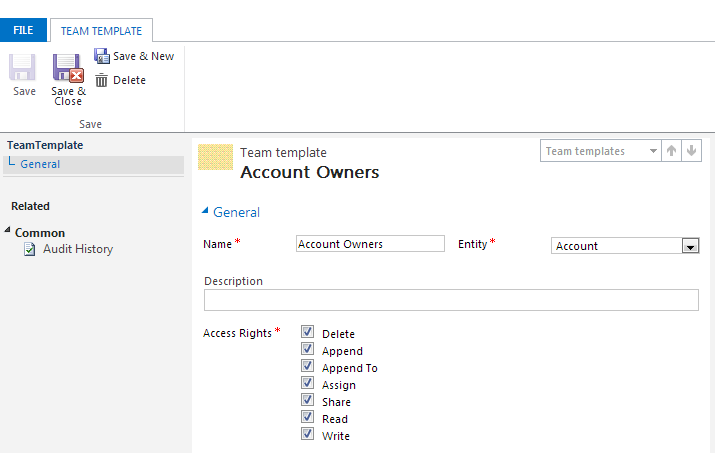 FILE
TEAM TEMPLATE
Save
Save &
Close
Save & New
Delete
Save
TeamTemplate
General
Related
Common
Audit History
Team template
Account Owners
Team templates
General
Name *
Account Owners
Entity *
Account
Description
Access Rights *
Delete
Append
Append To
Assign
Share
Read
Write